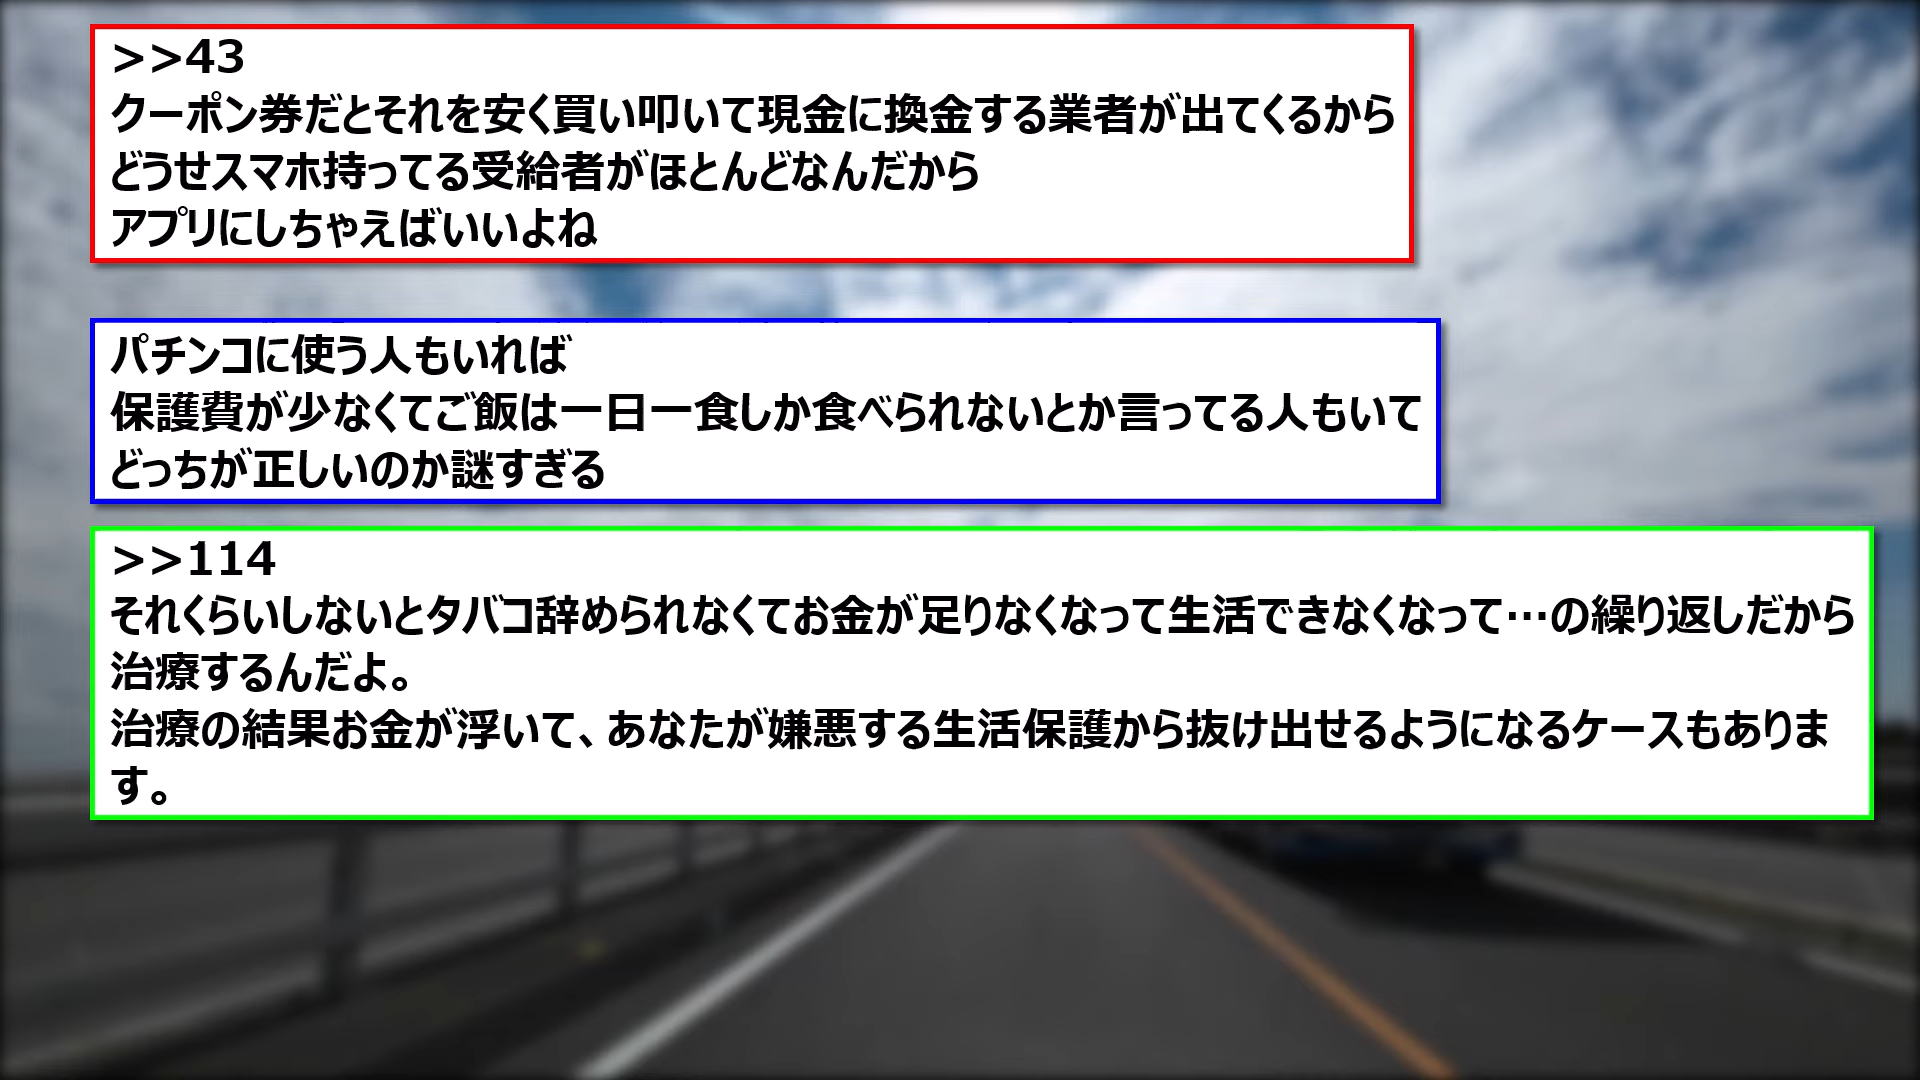 >>43
クーポン券だとそれを安く買い叩いて現金に換金する業者が出てくるから
どうせスマホ持ってる受給者がほとんどなんだから
アプリにしちゃえばいいよね
パチンコに使う人もいれば
保護費が少なくてご飯は一日一食しか食べられないとか言ってる人もいて
どっちが正しいのか謎すぎる
>>114
それくらいしないとタバコ辞められなくてお金が足りなくなって生活できなくなって…の繰り返しだから
治療するんだよ。
治療の結果お金が浮いて、あなたが嫌悪する生活保護から抜け出せるようになるケースもありま
す。